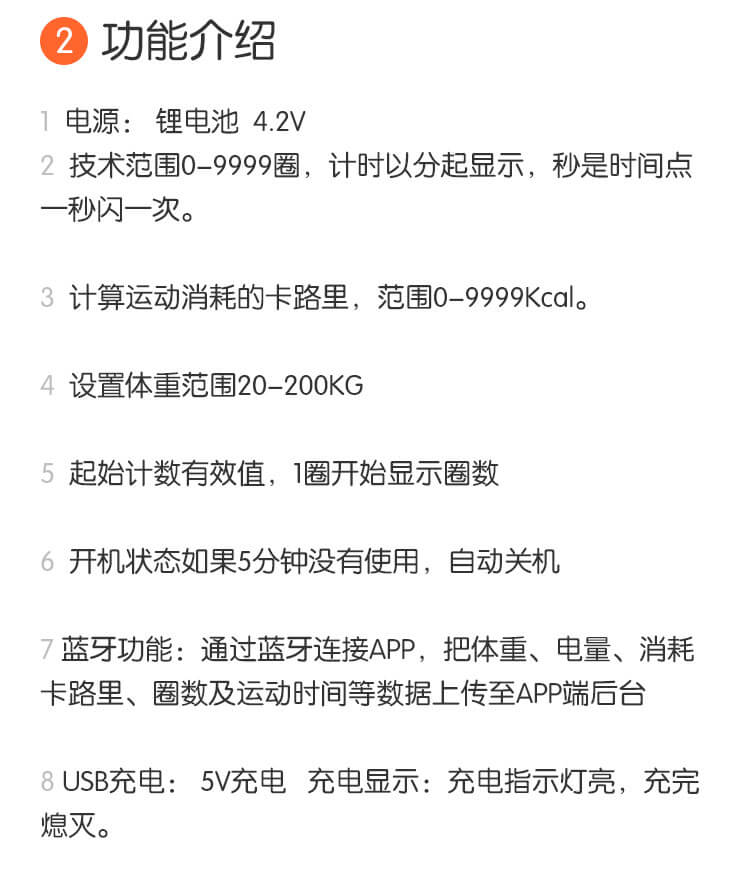 2 功能介绍
1 电源： 锂电池 4.2V
2 技术范围0-9999圈，计时以分起显示，秒是时间点
一秒闪一次。
3 计算运动消耗的卡路里，范围0-9999Kcal。
4 设置体重范围20-200KG
5 起始计数有效值，1圈开始显示圈数
6 开机状态如果5分钟没有使用，自动关机
7 蓝牙功能：通过蓝牙连接APP，把体重、电量、消耗
卡路里、圈数及运动时间等数据上传至APP端后台
8 USB充电： 5V充电 充电显示：充电指示灯亮，充完
熄灭。